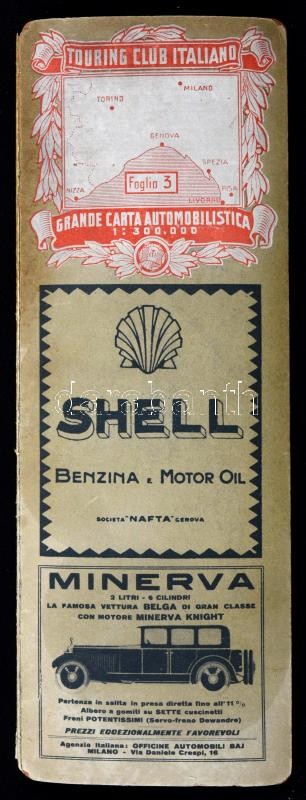 TOURING CLUB ITALIANO
MILANO
TORINO
GENOVA
SPEZIA
Foglio 3
PISA
NIZZA
LIVORNO
GRANDE CARTA AUTOMOBILISTICA
1:300.000
SHELL
darabanth
BENZINA E MOTOR OIL
SOCIETA "NAFTA" GENOVA
MINERVA
2 LITRI - 6 CILINDRI
LA FAMOSA VETTURA BELGA DI GRAN CLASSE
CON MOTORE MINERVA KNIGHT
Partenza in salita in presa diretta fino all'11%
Albero a gomiti su SETTE cuscinetti
Freni POTENTISSIMI (Servo-freno Dewandre)
PREZZI ECCEZIONALMENTE FAVOREVOLI
Agenzia Italiana: OFFICINE AUTOMOBILI BAJ
MILANO - Via Daniele Crespi, 16